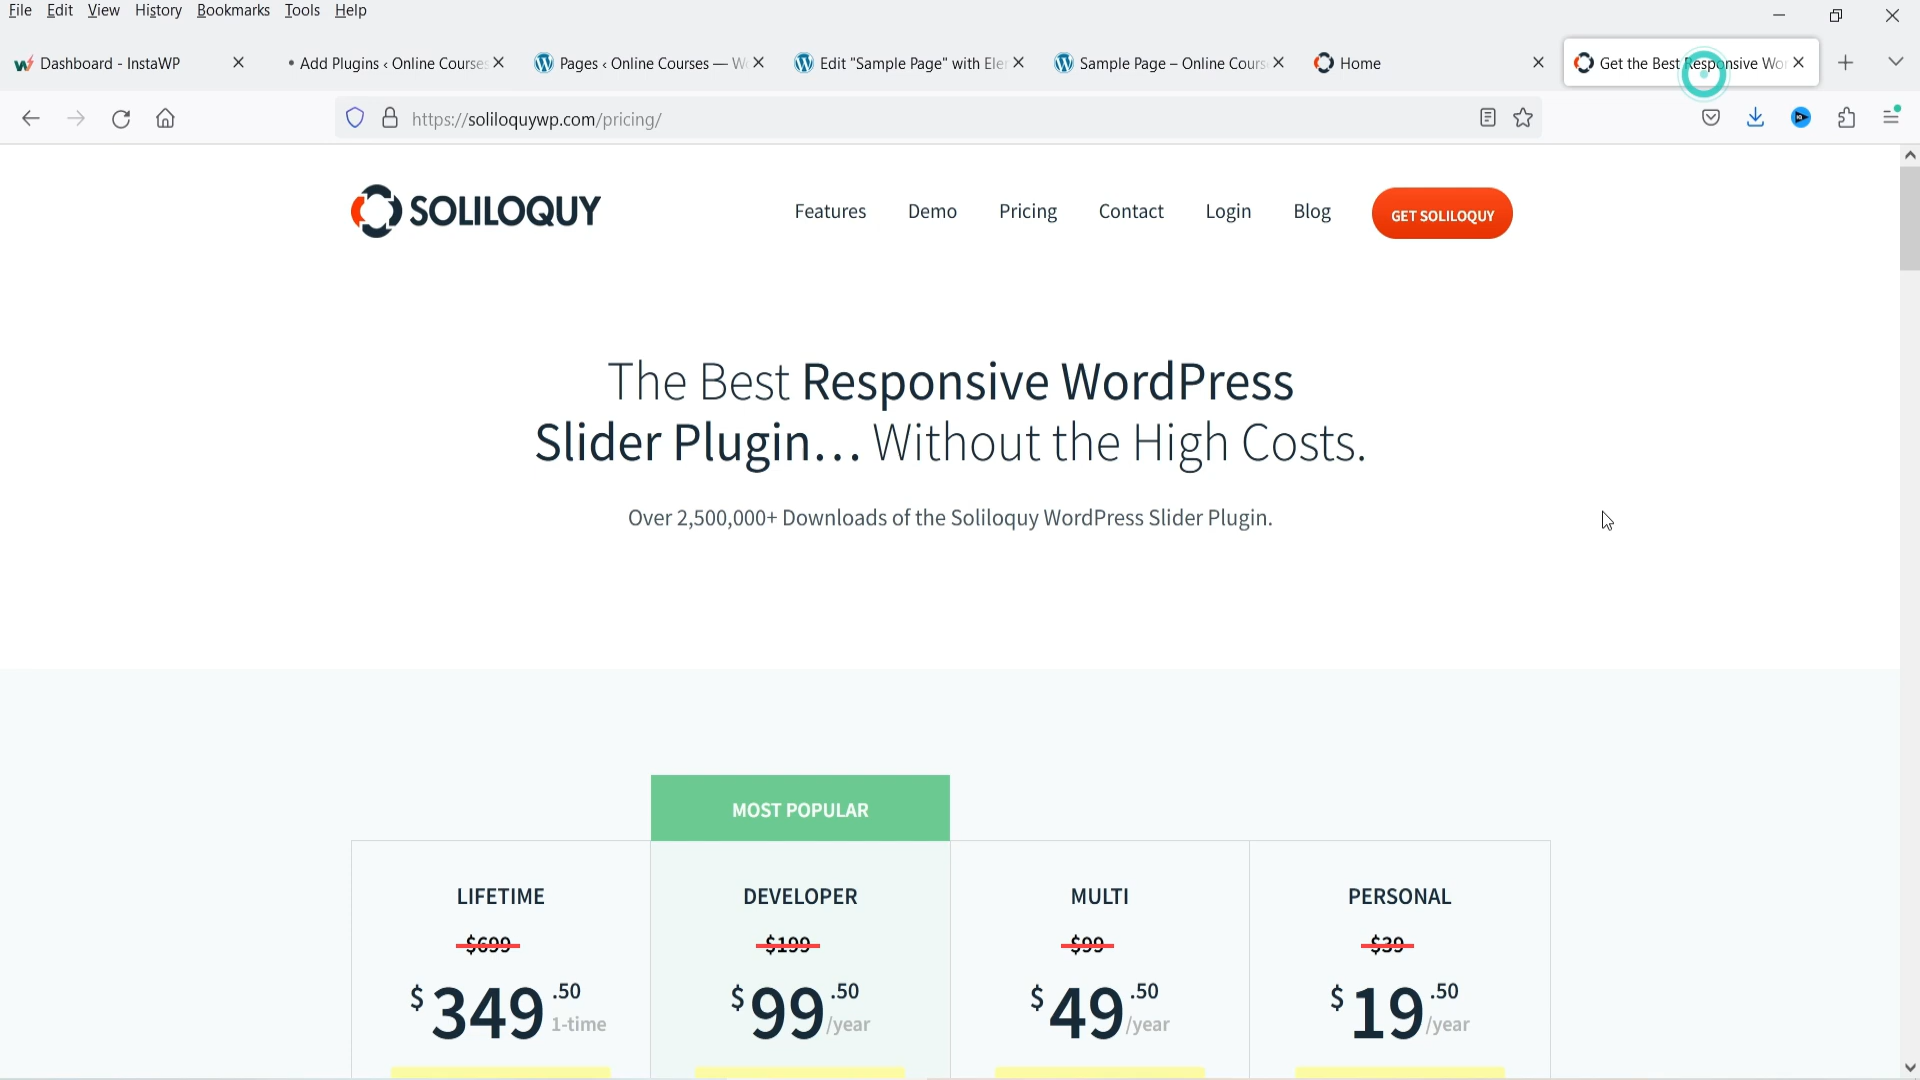 File Edit View History Bookmarks Tools Help
Dashboard - InstaWP
Add Plugins ‹ Online Courses
Pages ‹ Online Courses — W
Edit "Sample Page" with Ele
Sample Page – Online Cours
Home
Get the Best Responsive Wor
https://soliloquywp.com/pricing/
SOLILOQUY
Features Demo Pricing Contact Login Blog GET SOLILOQUY
The Best Responsive WordPress
Slider Plugin... Without the High Costs.
Over 2,500,000+ Downloads of the Soliloquy WordPress Slider Plugin.
MOST POPULAR
LIFETIME DEVELOPER MULTI PERSONAL
$699 $199 $99 $39
$349.50 1-time $99.50 /year $49.50 /year $19.50 /year